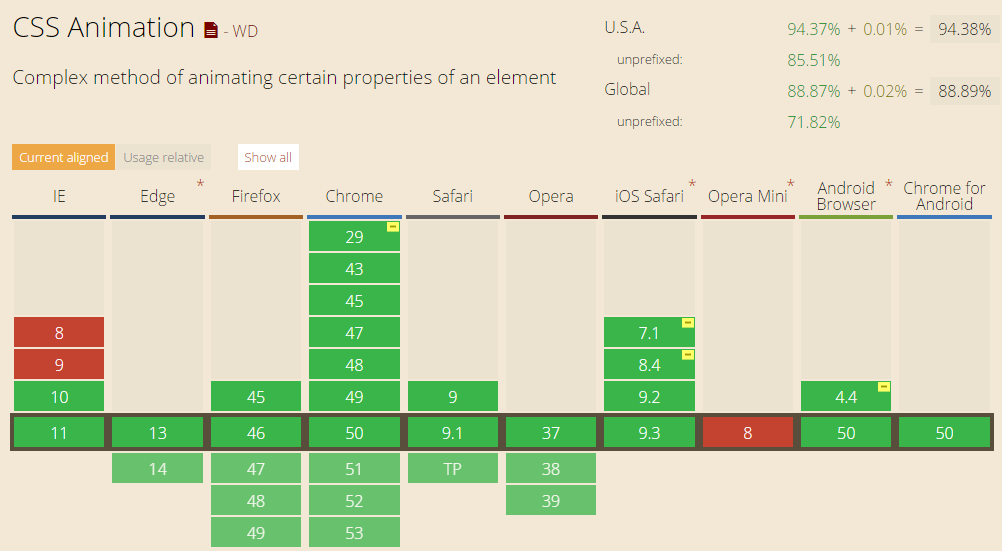 CSS Animation - WD
Complex method of animating certain properties of an element
U.S.A. 94.37% + 0.01% = 94.38%
unprefixed: 85.51%
Global 88.87% + 0.02% = 88.89%
unprefixed: 71.82%
Current aligned Usage relative Show all
IE Edge * Firefox Chrome Safari Opera iOS Safari * Opera Mini * Android Browser * Chrome for Android
29 -
43
45
8 47 7.1 -
9 48 8.4 -
10 45 49 9 9.2 4.4 -
11 13 46 50 9.1 37 9.3 8 50 50
14 47 51 TP 38
48 52 39
49 53